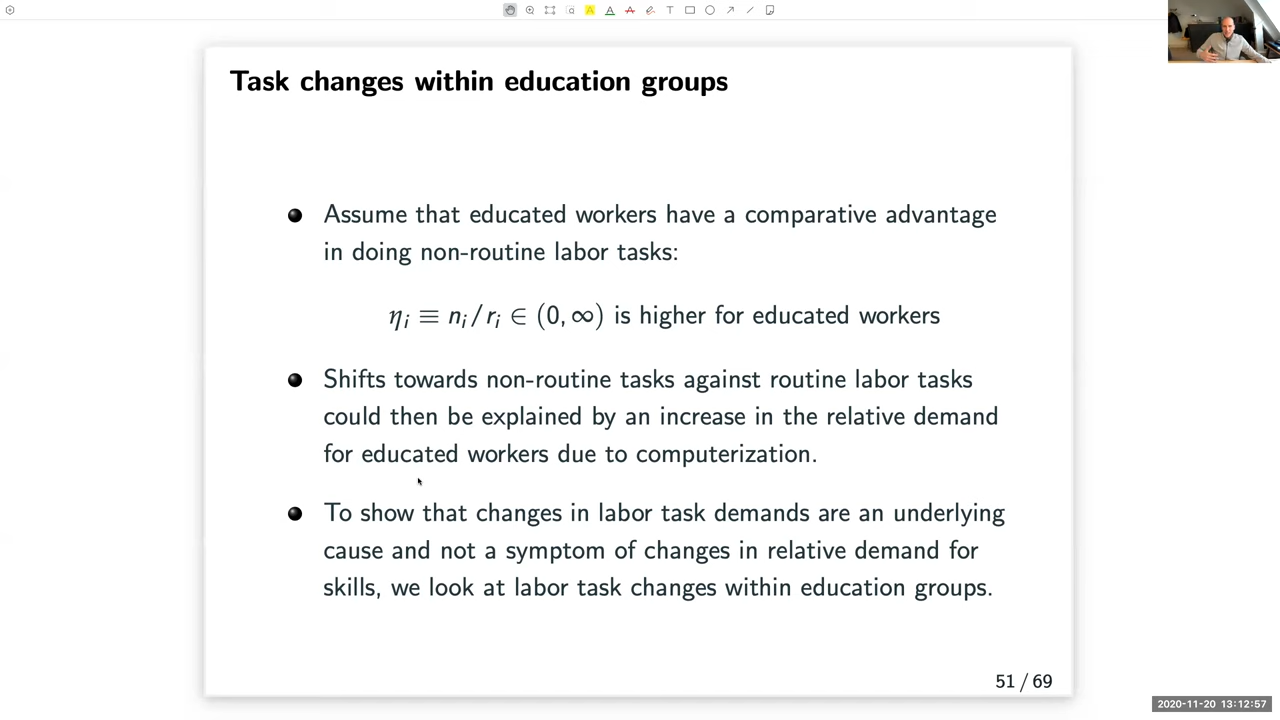 Task changes within education groups
Assume that educated workers have a comparative advantage
in doing non-routine labor tasks:
ηᵢ ≡ nᵢ/rᵢ ∈ (0, ∞) is higher for educated workers
Shifts towards non-routine tasks against routine labor tasks
could then be explained by an increase in the relative demand
for educated workers due to computerization.
To show that changes in labor task demands are an underlying
cause and not a symptom of changes in relative demand for
skills, we look at labor task changes within education groups.
51 / 69
2020-11-20 13:12:57